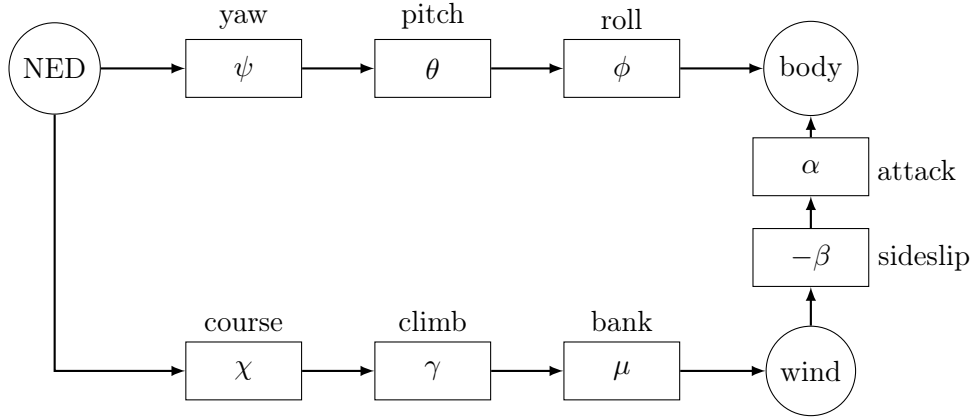 yaw
pitch
roll
NED
ψ
θ
ϕ
body
α
attack
−β
sideslip
course
climb
bank
χ
γ
μ
wind